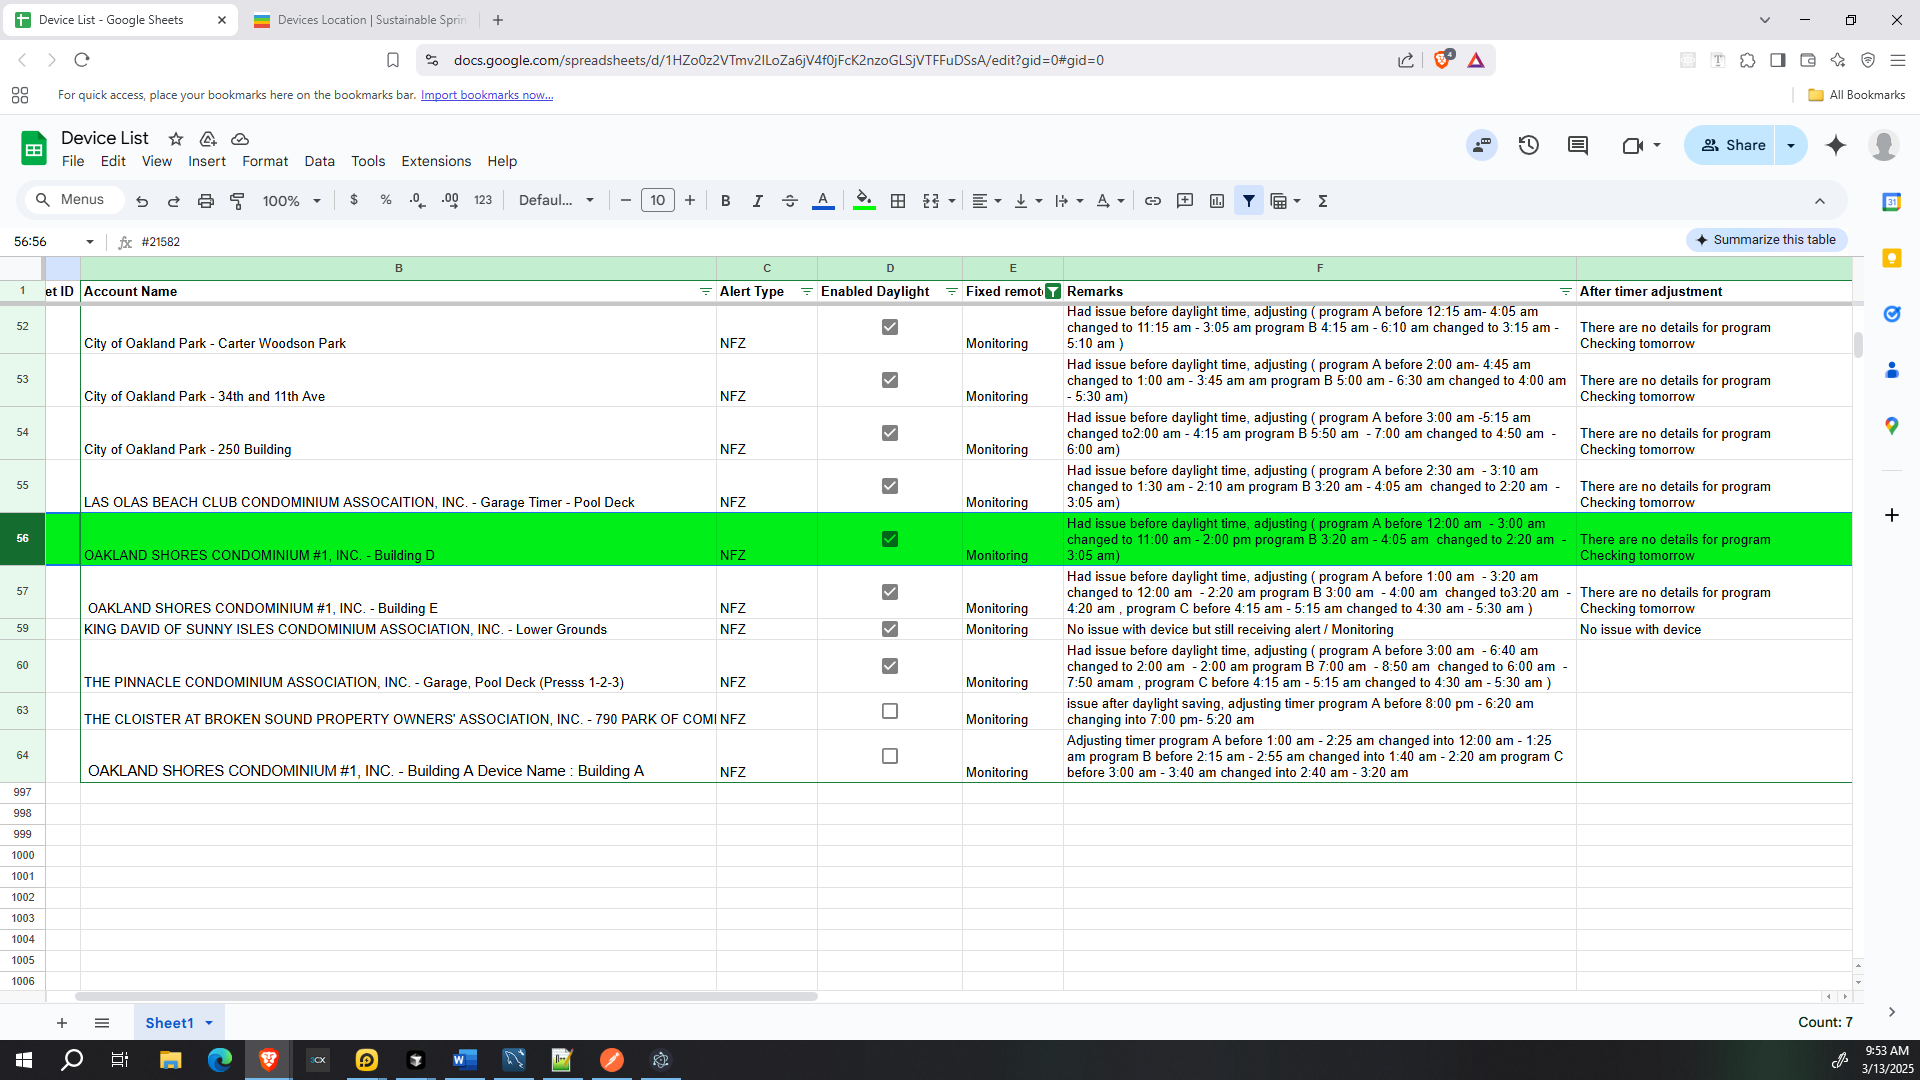 Device List - Google Sheets
Devices Location | Sustainable Sprin
docs.google.com/spreadsheets/d/1HZo0z2VTmv2ILoZa6jV4f0jFcK2nzoGLSjVTFFuDSsA/edit?gid=0#gid=0
4
For quick access, place your bookmarks here on the bookmarks bar. Import bookmarks now...
All Bookmarks
Device List
File Edit View Insert Format Data Tools Extensions Help
Share
Menus
100%
$ % .0 .00 123
Defaul...
10
B I A
Σ
31
56:56
fx #21582
Summarize this table
B C D E F
1 et ID Account Name Alert Type Enabled Daylight Fixed remot Remarks After timer adjustment
52 City of Oakland Park - Carter Woodson Park NFZ Monitoring
Had issue before daylight time, adjusting ( program A before 12:15 am- 4:05 am
changed to 11:15 am - 3:05 am program B 4:15 am - 6:10 am changed to 3:15 am -
5:10 am )
There are no details for program
Checking tomorrow
53 City of Oakland Park - 34th and 11th Ave NFZ Monitoring
Had issue before daylight time, adjusting ( program A before 2:00 am- 4:45 am
changed to 1:00 am - 3:45 am am program B 5:00 am - 6:30 am changed to 4:00 am
- 5:30 am)
There are no details for program
Checking tomorrow
54 City of Oakland Park - 250 Building NFZ Monitoring
Had issue before daylight time, adjusting ( program A before 3:00 am -5:15 am
changed to2:00 am - 4:15 am program B 5:50 am - 7:00 am changed to 4:50 am -
6:00 am)
There are no details for program
Checking tomorrow
55 LAS OLAS BEACH CLUB CONDOMINIUM ASSOCAITION, INC. - Garage Timer - Pool Deck NFZ Monitoring
Had issue before daylight time, adjusting ( program A before 2:30 am - 3:10 am
changed to 1:30 am - 2:10 am program B 3:20 am - 4:05 am changed to 2:20 am -
3:05 am)
There are no details for program
Checking tomorrow
56 OAKLAND SHORES CONDOMINIUM #1, INC. - Building D NFZ Monitoring
Had issue before daylight time, adjusting ( program A before 12:00 am - 3:00 am
changed to 11:00 am - 2:00 pm program B 3:20 am - 4:05 am changed to 2:20 am -
3:05 am)
There are no details for program
Checking tomorrow
57 OAKLAND SHORES CONDOMINIUM #1, INC. - Building E NFZ Monitoring
Had issue before daylight time, adjusting ( program A before 1:00 am - 3:20 am
changed to 12:00 am - 2:20 am program B 3:00 am - 4:00 am changed to3:20 am -
4:20 am , program C before 4:15 am - 5:15 am changed to 4:30 am - 5:30 am )
There are no details for program
Checking tomorrow
59 KING DAVID OF SUNNY ISLES CONDOMINIUM ASSOCIATION, INC. - Lower Grounds NFZ Monitoring No issue with device but still receiving alert / Monitoring No issue with device
60 THE PINNACLE CONDOMINIUM ASSOCIATION, INC. - Garage, Pool Deck (Presss 1-2-3) NFZ Monitoring
Had issue before daylight time, adjusting ( program A before 3:00 am - 6:40 am
changed to 2:00 am - 2:00 am program B 7:00 am - 8:50 am changed to 6:00 am -
7:50 amam , program C before 4:15 am - 5:15 am changed to 4:30 am - 5:30 am )
63 THE CLOISTER AT BROKEN SOUND PROPERTY OWNERS' ASSOCIATION, INC. - 790 PARK OF COMI NFZ Monitoring
issue after daylight saving, adjusting timer program A before 8:00 pm - 6:20 am
changing into 7:00 pm- 5:20 am
64 OAKLAND SHORES CONDOMINIUM #1, INC. - Building A Device Name : Building A NFZ Monitoring
Adjusting timer program A before 1:00 am - 2:25 am changed into 12:00 am - 1:25
am program B before 2:15 am - 2:55 am changed into 1:40 am - 2:20 am program C
before 3:00 am - 3:40 am changed into 2:40 am - 3:20 am
997
998
999
1000
1001
1002
1003
1004
1005
1006
Sheet1
Count: 7
3CX
9:53 AM
3/13/2025